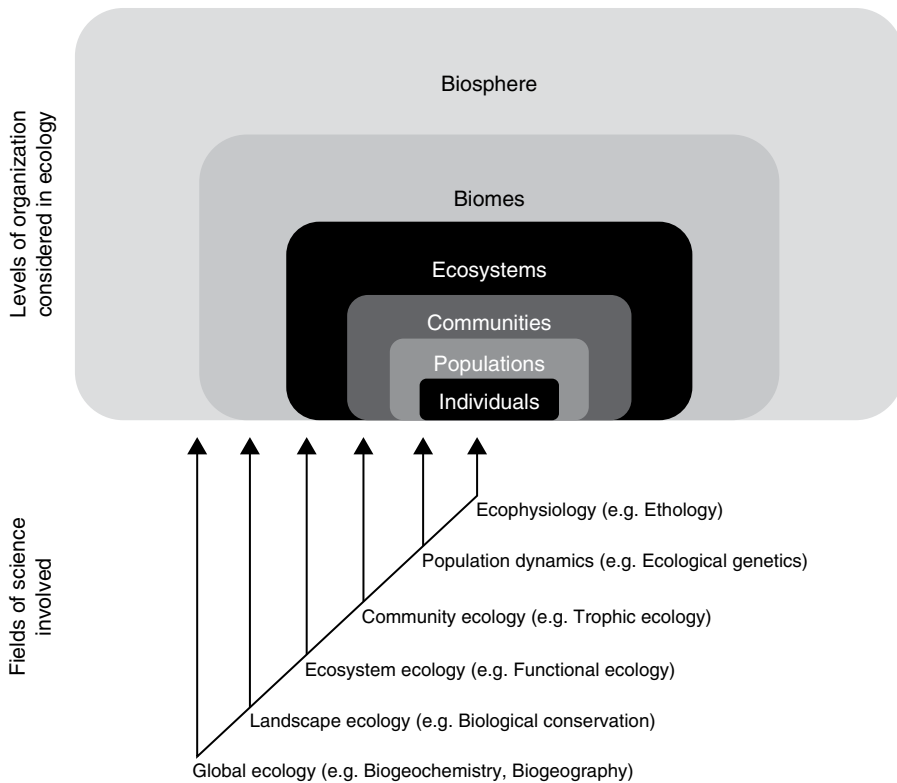 Levels of organization
considered in ecology
Biosphere
Biomes
Ecosystems
Communities
Populations
Individuals
Fields of science
involved
Ecophysiology (e.g. Ethology)
Population dynamics (e.g. Ecological genetics)
Community ecology (e.g. Trophic ecology)
Ecosystem ecology (e.g. Functional ecology)
Landscape ecology (e.g. Biological conservation)
Global ecology (e.g. Biogeochemistry, Biogeography)